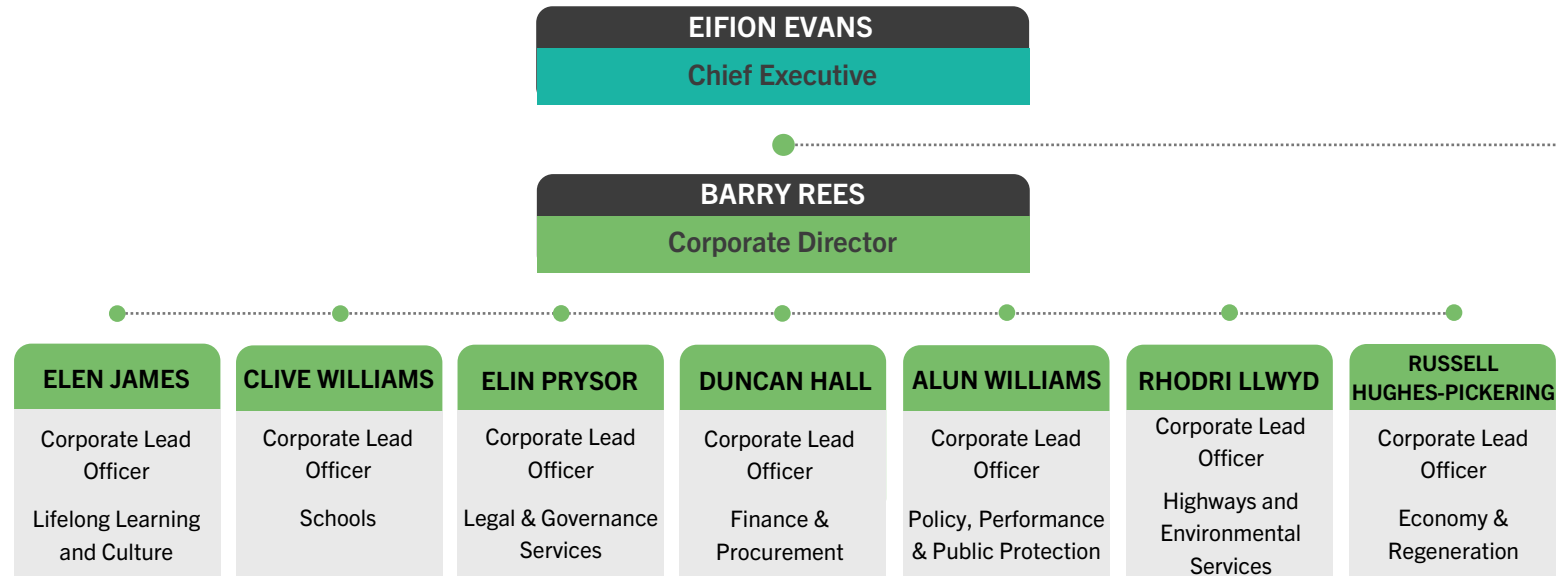 EIFION EVANS
Chief Executive
BARRY REES
Corporate Director
ELEN JAMES
Corporate Lead
Officer
Lifelong Learning
and Culture
CLIVE WILLIAMS
Corporate Lead
Officer
Schools
ELIN PRYSOR
Corporate Lead
Officer
Legal & Governance
Services
DUNCAN HALL
Corporate Lead
Officer
Finance &
Procurement
ALUN WILLIAMS
Corporate Lead
Officer
Policy, Performance
& Public Protection
RHODRI LLWYD
Corporate Lead
Officer
Highways and
Environmental
Services
RUSSELL
HUGHES-PICKERING
Corporate Lead
Officer
Economy &
Regeneration